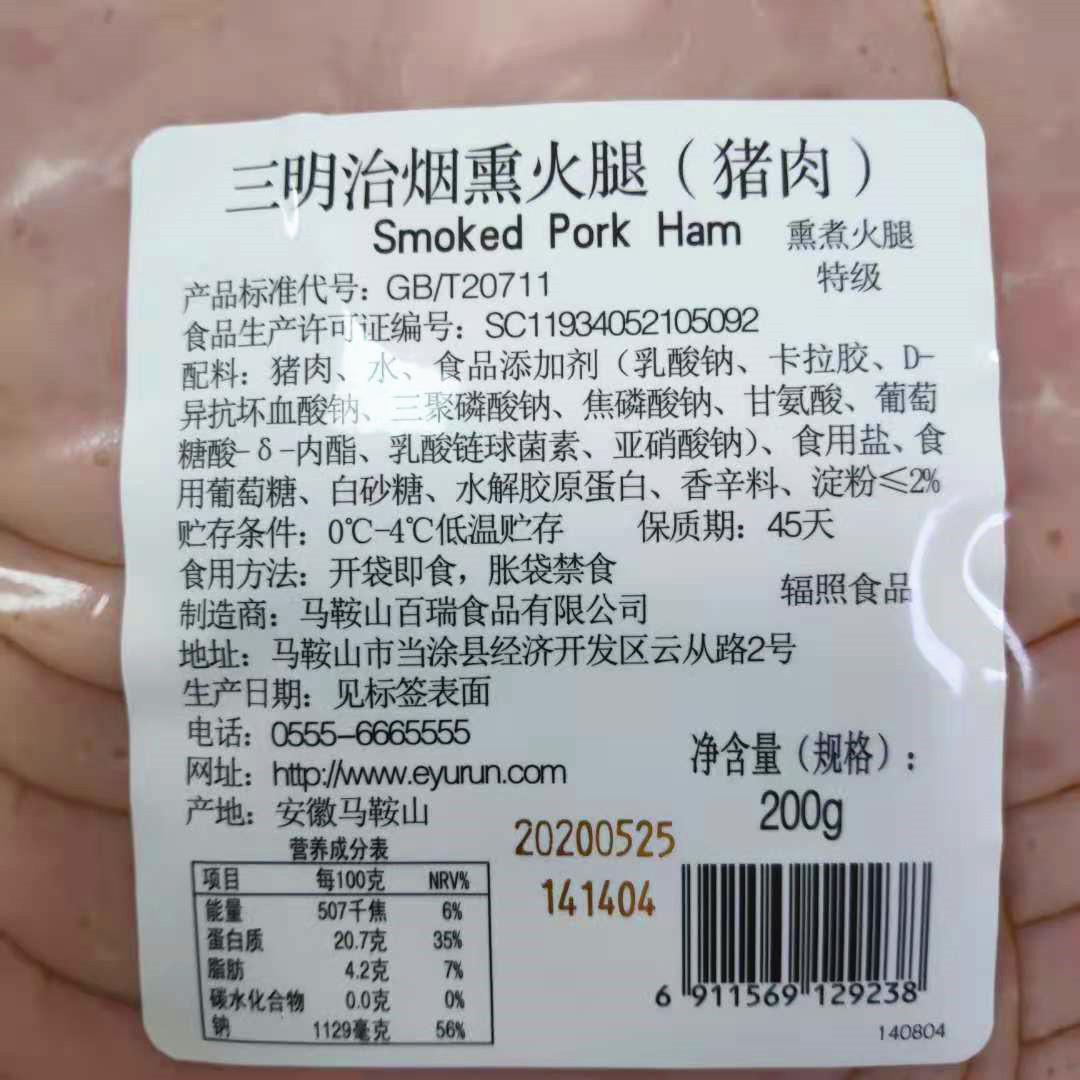 三明治烟熏火腿（猪肉）
Smoked Pork Ham 熏煮火腿
特级
产品标准代号：GB/T20711
食品生产许可证编号：SC11934052105092
配料：猪肉、水、食品添加剂（乳酸钠、卡拉胶、D-
异抗坏血酸钠、三聚磷酸钠、焦磷酸钠、甘氨酸、葡萄
糖酸-δ-内酯、乳酸链球菌素、亚硝酸钠）、食用盐、食
用葡萄糖、白砂糖、水解胶原蛋白、香辛料、淀粉≤2%
贮存条件：0℃-4℃低温贮存 保质期：45天
食用方法：开袋即食，胀袋禁食
辐照食品
制造商：马鞍山百瑞食品有限公司
地址：马鞍山市当涂县经济开发区云从路2号
生产日期：见标签表面
电话：0555-6665555
网址：http://www.eyurun.com
产地：安徽马鞍山
净含量（规格）：
200g
营养成分表
项目 每100克 NRV%
能量 507千焦 6%
蛋白质 20.7克 35%
脂肪 4.2克 7%
碳水化合物 0.0克 0%
钠 1129毫克 56%
20200525
141404
6 911569 129238
140804